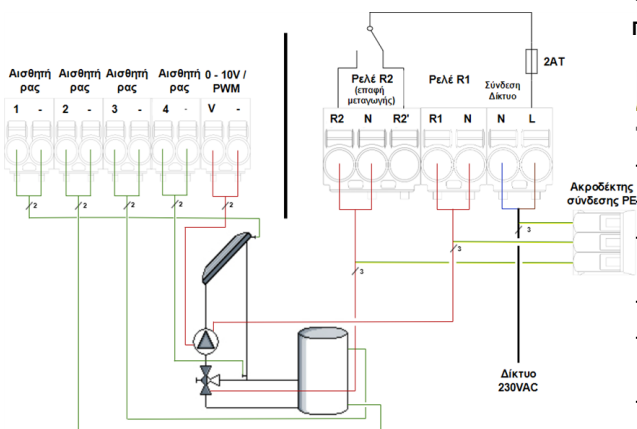 Π
2AT
Αισθητή Αισθητή Αισθητή Αισθητή 0 - 10V /
ρας ρας ρας ρας PWM
1 - 2 - 3 - 4 - V -
Ρελέ R2
(επαφή
μεταγωγής)
Ρελέ R1
Σύνδεση
Δίκτυο
R2 N R2' R1 N N L
Ακροδέκτης
σύνδεσης PE
2 2 2 2 2
3 3 3
Δίκτυο
230VAC